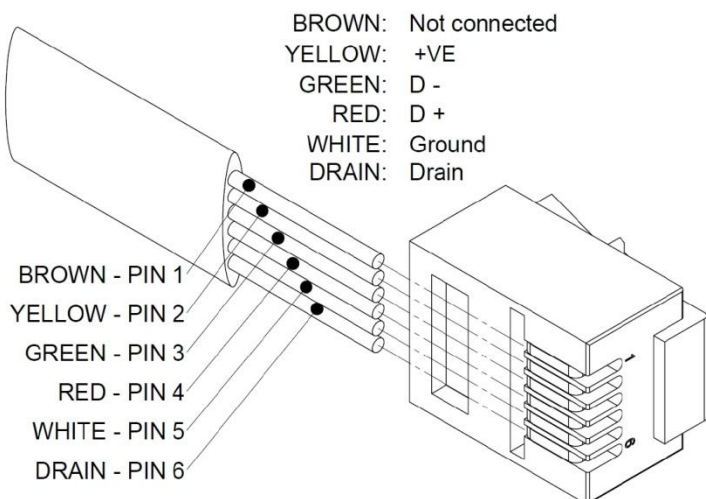 BROWN: Not connected
YELLOW: +VE
GREEN: D -
RED: D +
WHITE: Ground
DRAIN: Drain
BROWN - PIN 1
YELLOW - PIN 2
GREEN - PIN 3
RED - PIN 4
WHITE - PIN 5
DRAIN - PIN 6
1
6